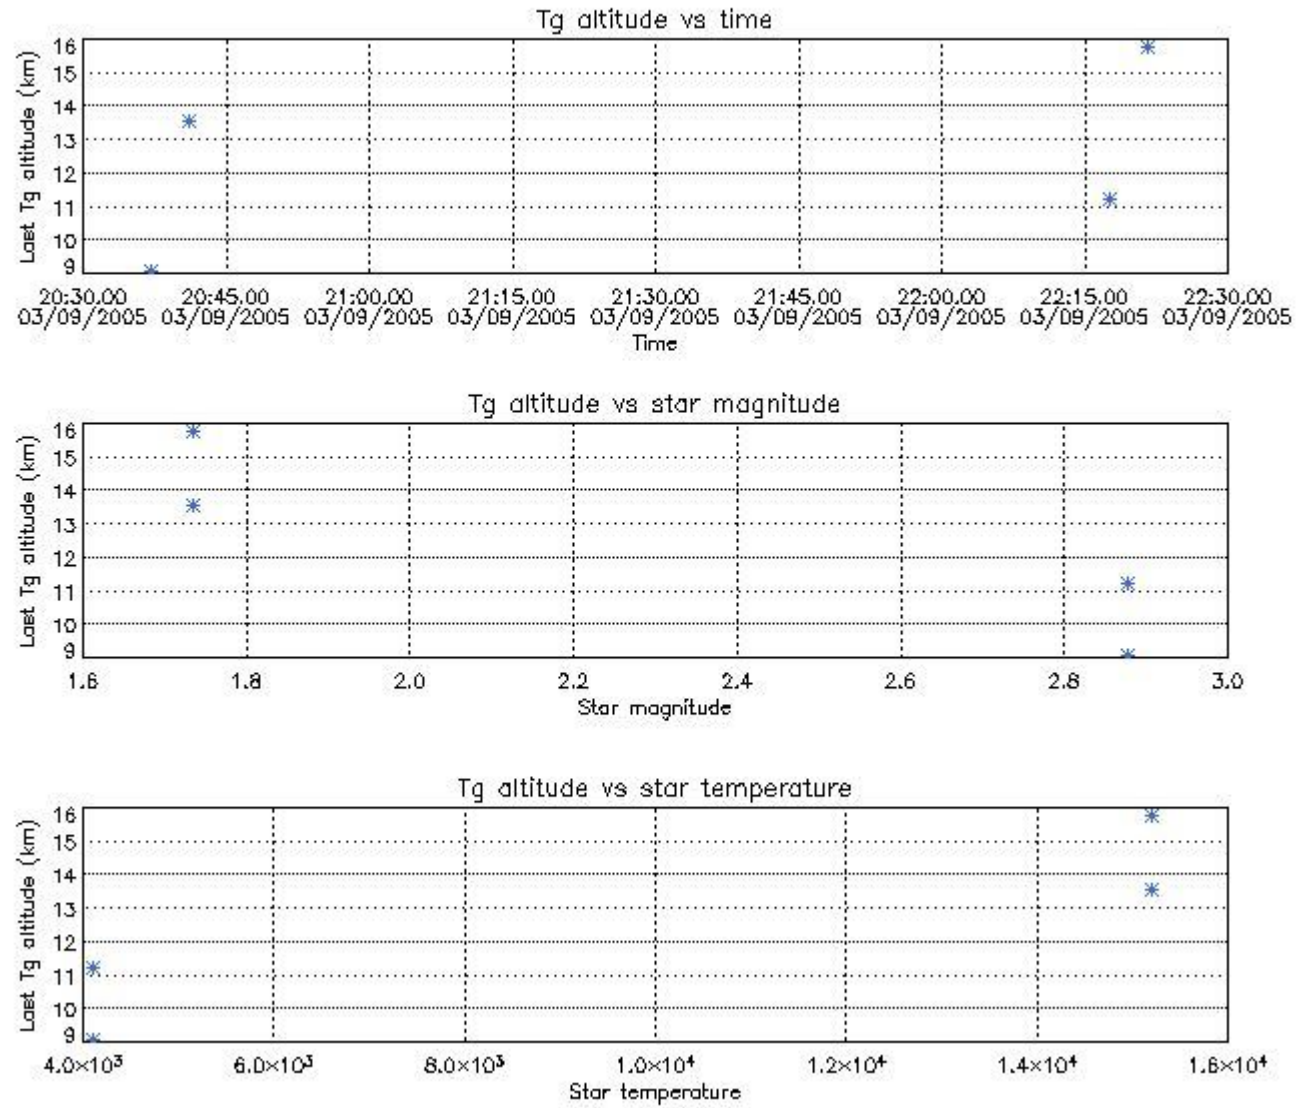 Tg altitude vs time
Last Tg altitude (km)
16
15
14
13
12
11
10
9
20:30.00 20:45.00 21:00.00 21:15.00 21:30.00 21:45.00 22:00.00 22:15.00 22:30.00
03/09/2005 03/09/2005 03/09/2005 03/09/2005 03/09/2005 03/09/2005 03/09/2005 03/09/2005 03/09/2005
Time
Tg altitude vs star magnitude
Last Tg altitude (km)
16
15
14
13
12
11
10
9
1.6 1.8 2.0 2.2 2.4 2.6 2.8 3.0
Star magnitude
Tg altitude vs star temperature
Last Tg altitude (km)
16
15
14
13
12
11
10
9
4.0×10³ 6.0×10³ 8.0×10³ 1.0×10⁴ 1.2×10⁴ 1.4×10⁴ 1.6×10⁴
Star temperature